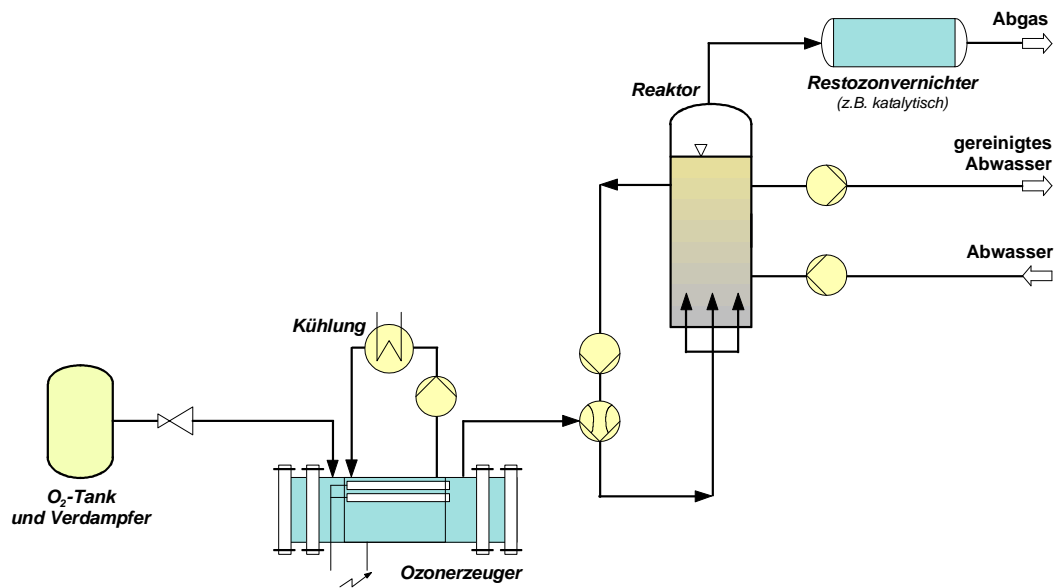 Abgas
Restozonvernichter
(z.B. katalytisch)
Reaktor
gereinigtes
Abwasser
Abwasser
Kühlung
O₂-Tank
und Verdampfer
Ozonerzeuger